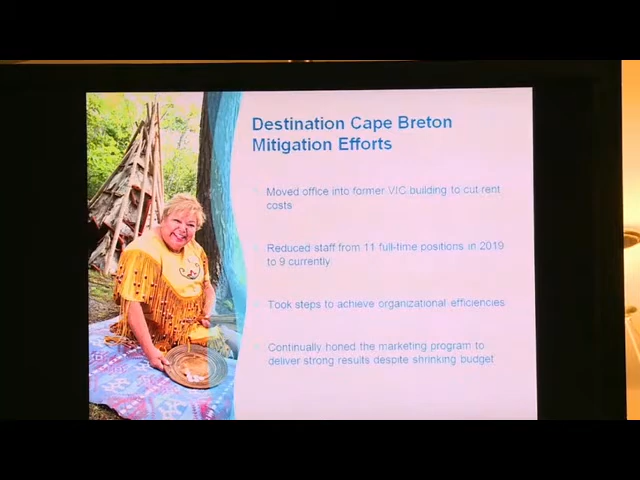 Destination Cape Breton
Mitigation Efforts
Moved office into former VIC building to cut rent
costs
Reduced staff from 11 full-time positions in 2019
to 9 currently
Took steps to achieve organizational efficiencies
Continually honed the marketing program to
deliver strong results despite shrinking budget